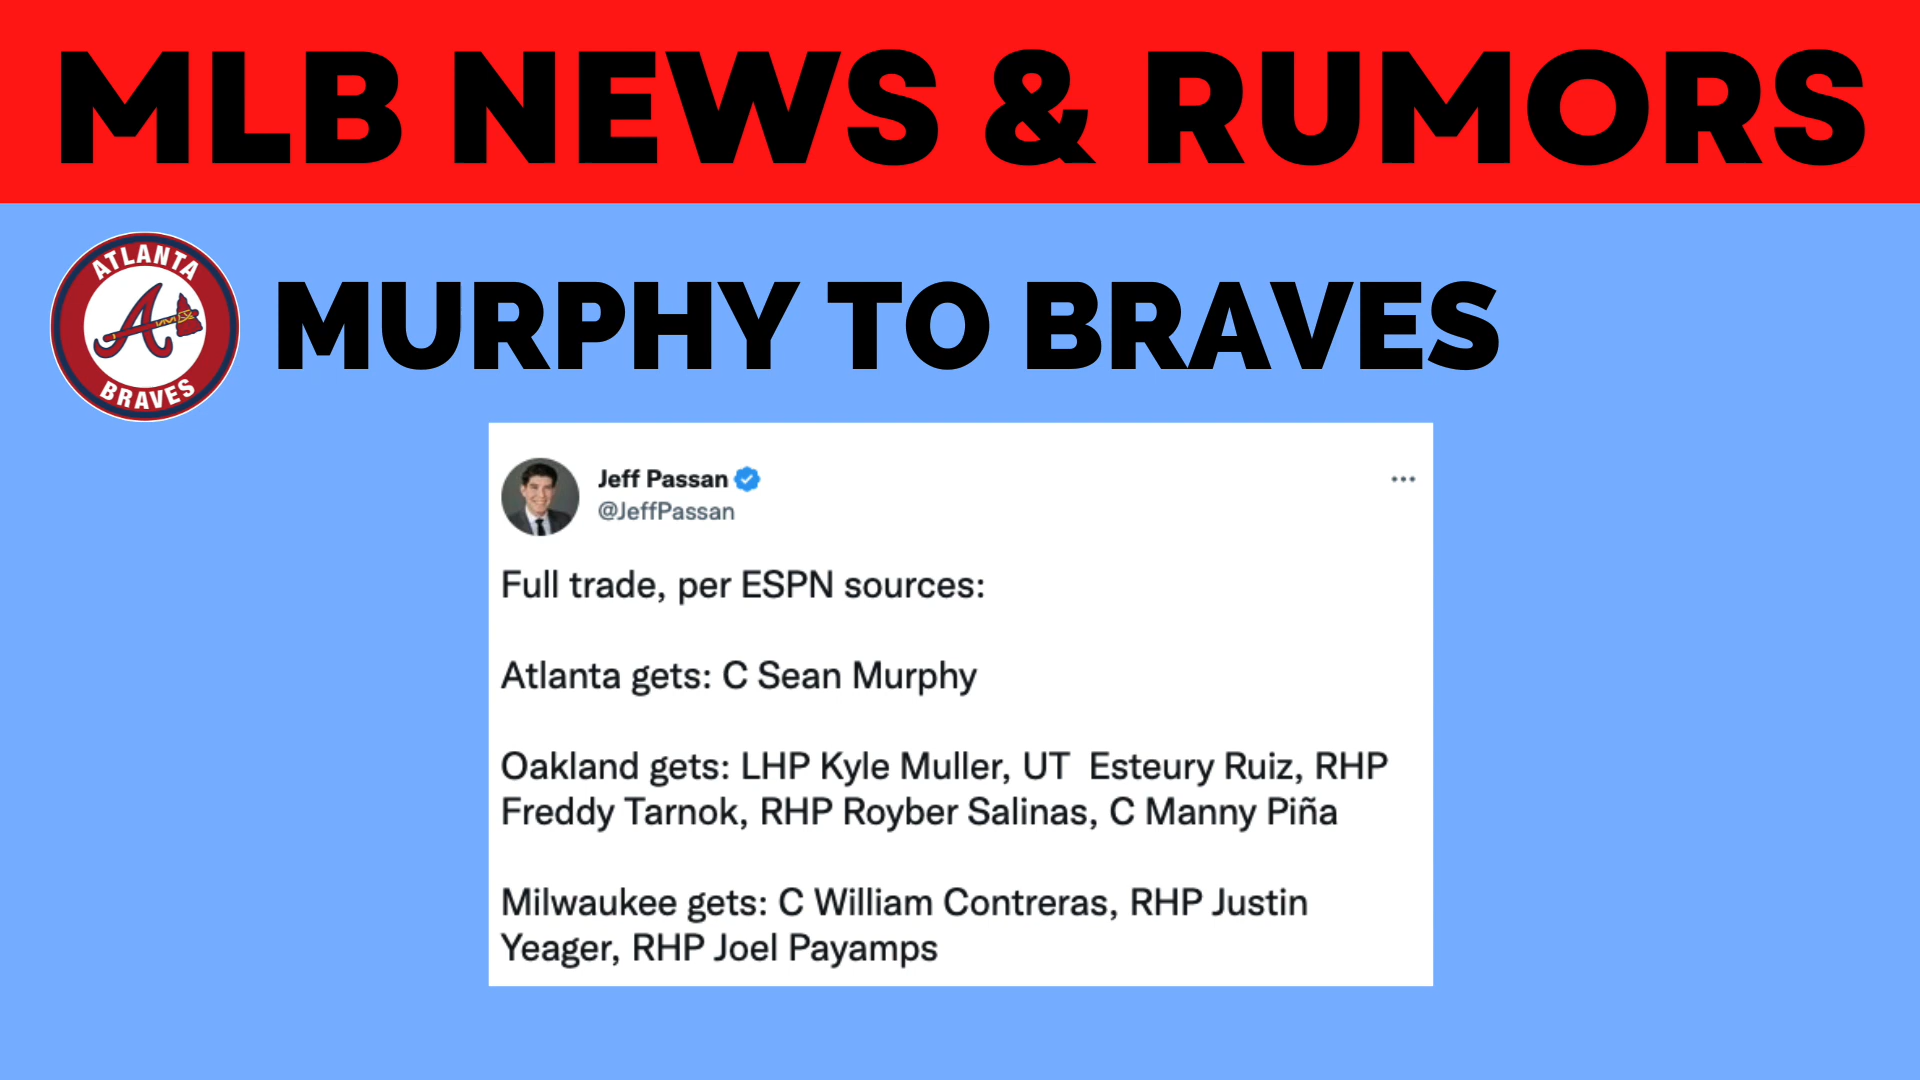 MLB NEWS & RUMORS
ATLANTA
A
BRAVES
MURPHY TO BRAVES
Jeff Passan
@JeffPassan
Full trade, per ESPN sources:
Atlanta gets: C Sean Murphy
Oakland gets: LHP Kyle Muller, UT  Esteury Ruiz, RHP
Freddy Tarnok, RHP Royber Salinas, C Manny Piña
Milwaukee gets: C William Contreras, RHP Justin
Yeager, RHP Joel Payamps